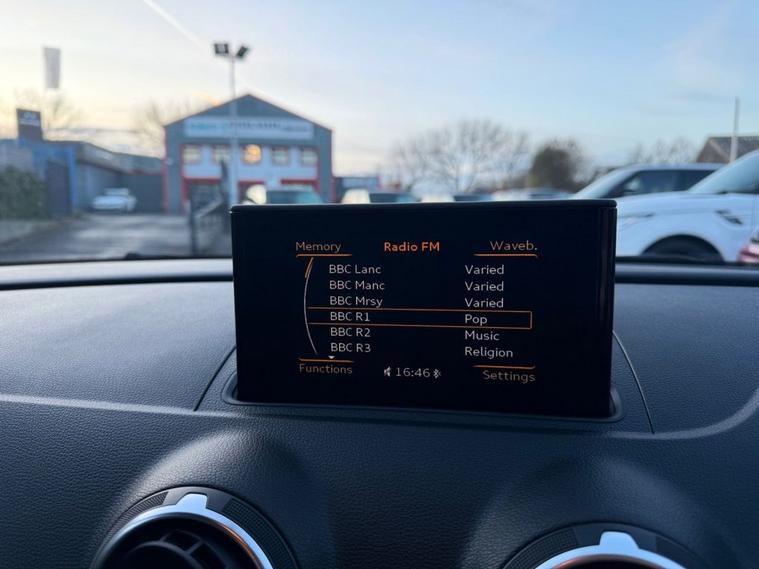 Memory Radio FM Waveb.
BBC Lanc Varied
BBC Manc Varied
BBC Mrsy Varied
BBC R1 Pop
BBC R2 Music
BBC R3 Religion
Functions 16:46 Settings